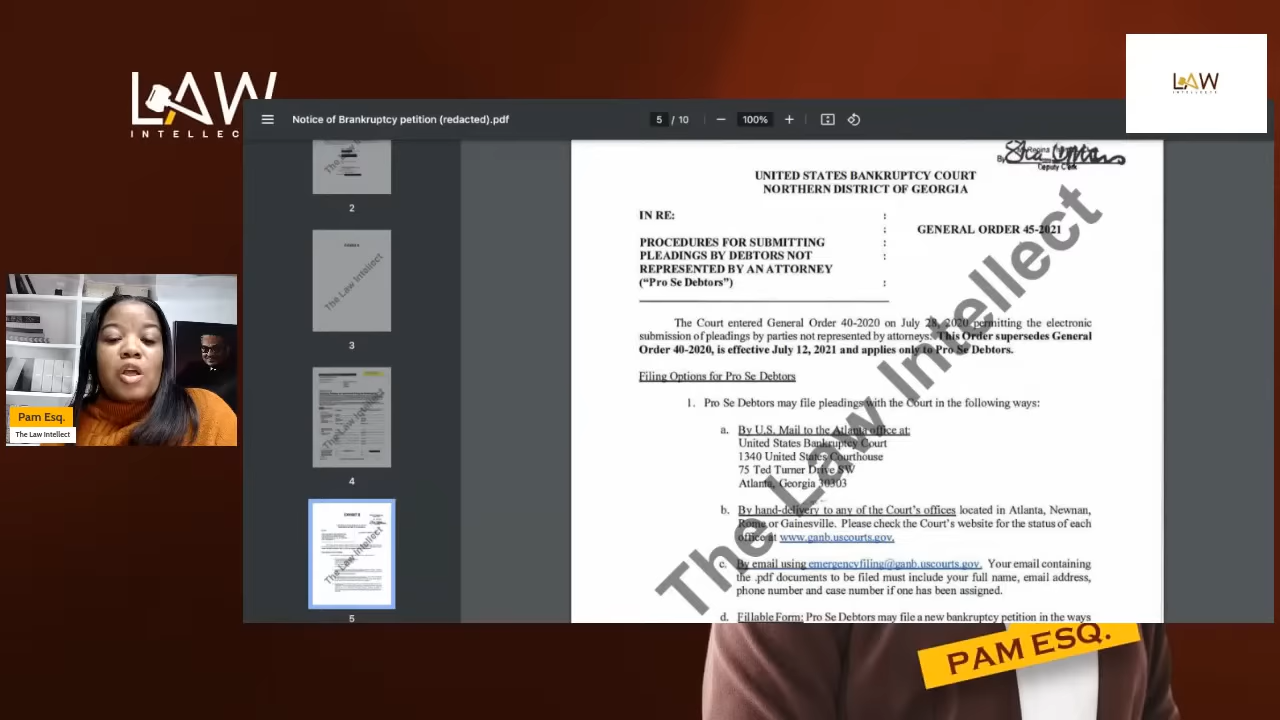 LAW
INTELLECT
LAW
INTELLECT
Notice of Brankruptcy petition (redacted).pdf
5 / 10
100%
2
3
4
5
By
Deputy Clerk
UNITED STATES BANKRUPTCY COURT
NORTHERN DISTRICT OF GEORGIA
IN RE: :
: GENERAL ORDER 45-2021
PROCEDURES FOR SUBMITTING :
PLEADINGS BY DEBTORS NOT :
REPRESENTED BY AN ATTORNEY
(“Pro Se Debtors”) :
The Court entered General Order 40-2020 on July 28, 2020 permitting the electronic
submission of pleadings by parties not represented by attorneys. This Order supersedes General
Order 40-2020, is effective July 12, 2021 and applies only to Pro Se Debtors.
Filing Options for Pro Se Debtors
1. Pro Se Debtors may file pleadings with the Court in the following ways:
a. By U.S. Mail to the Atlanta office at:
United States Bankruptcy Court
1340 United States Courthouse
75 Ted Turner Drive SW
Atlanta, Georgia 30303
b. By hand-delivery to any of the Court’s offices located in Atlanta, Newnan,
Rome or Gainesville. Please check the Court’s website for the status of each
office at www.ganb.uscourts.gov.
c. By email using emergencyfiling@ganb.uscourts.gov. Your email containing
the .pdf documents to be filed must include your full name, email address,
phone number and case number if one has been assigned.
d. Fillable Form: Pro Se Debtors may file a new bankruptcy petition in the ways
The Law Intellect
Pam Esq.
The Law Intellect
PAM ESQ.